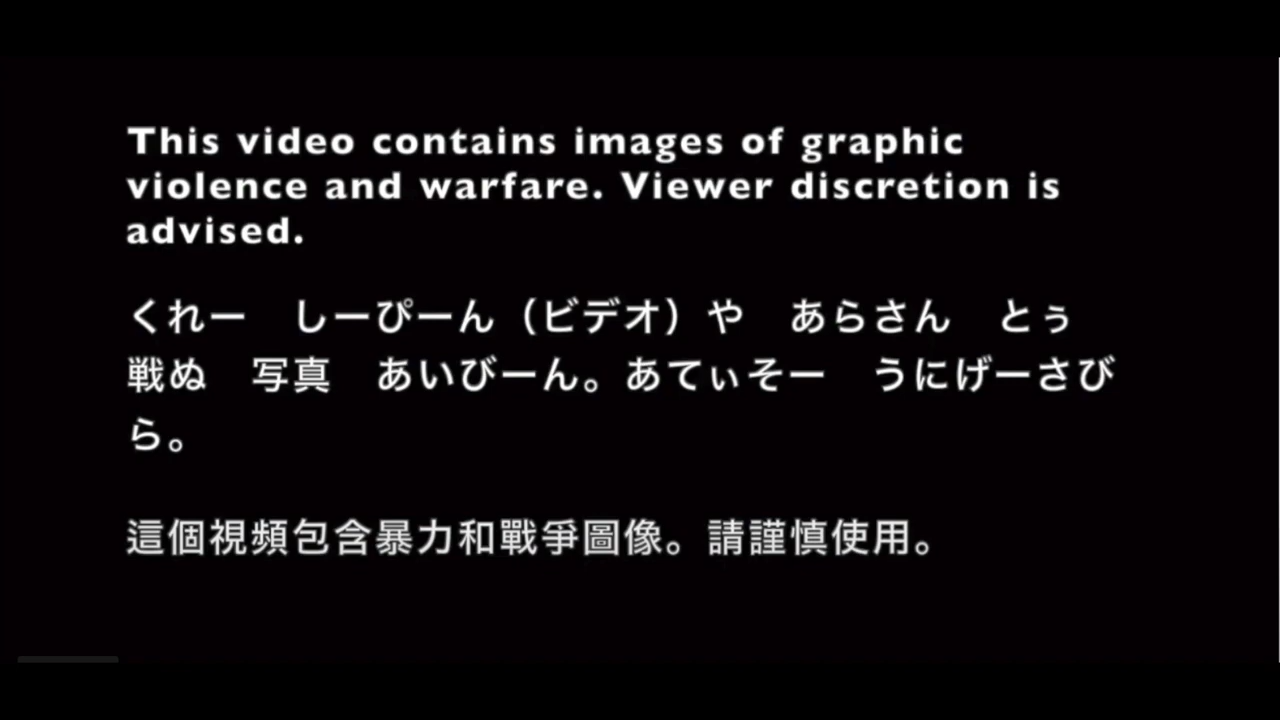 This video contains images of graphic
violence and warfare. Viewer discretion is
advised.
くれー　しーぴーん（ビデオ）や　あらさん　とぅ
戦ぬ　写真　あいびーん。あてぃそー　うにげーさび
ら。
這個視頻包含暴力和戰爭圖像。請謹慎使用。